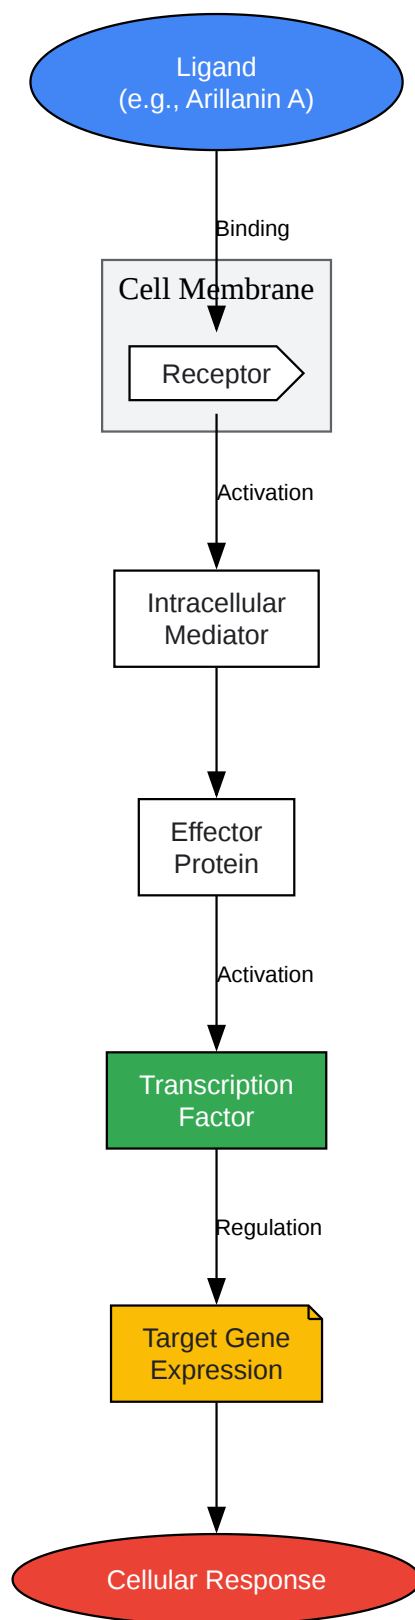 Ligand
(e.g., Arillanin A)
Binding
Cell Membrane
Receptor
Activation
Intracellular
Mediator
Effector
Protein
Activation
Transcription
Factor
Regulation
Target Gene
Expression
Cellular Response